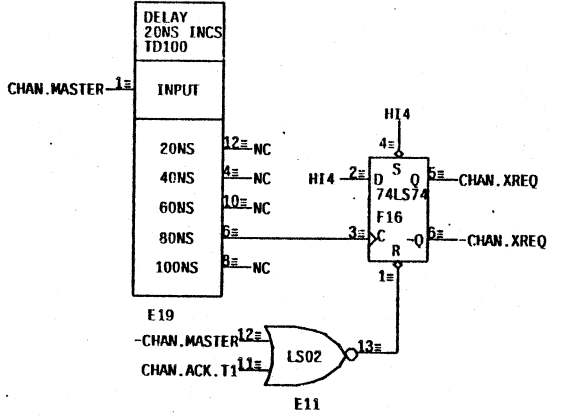 DELAY
20NS INCS
TD100
CHAN.MASTER 1≡ INPUT
HI4
4≡
20NS 12≡ NC
40NS 4≡ NC
HI4 2≡ D S Q 5≡ CHAN.XREQ
74LS74
60NS 10≡ NC
F16
80NS 6≡ 3≡ C ¬Q 6≡ -CHAN.XREQ
R
100NS 8≡ NC
1≡
E19
-CHAN.MASTER 12≡
LS02 13≡
CHAN.ACK.T1 11≡
E11